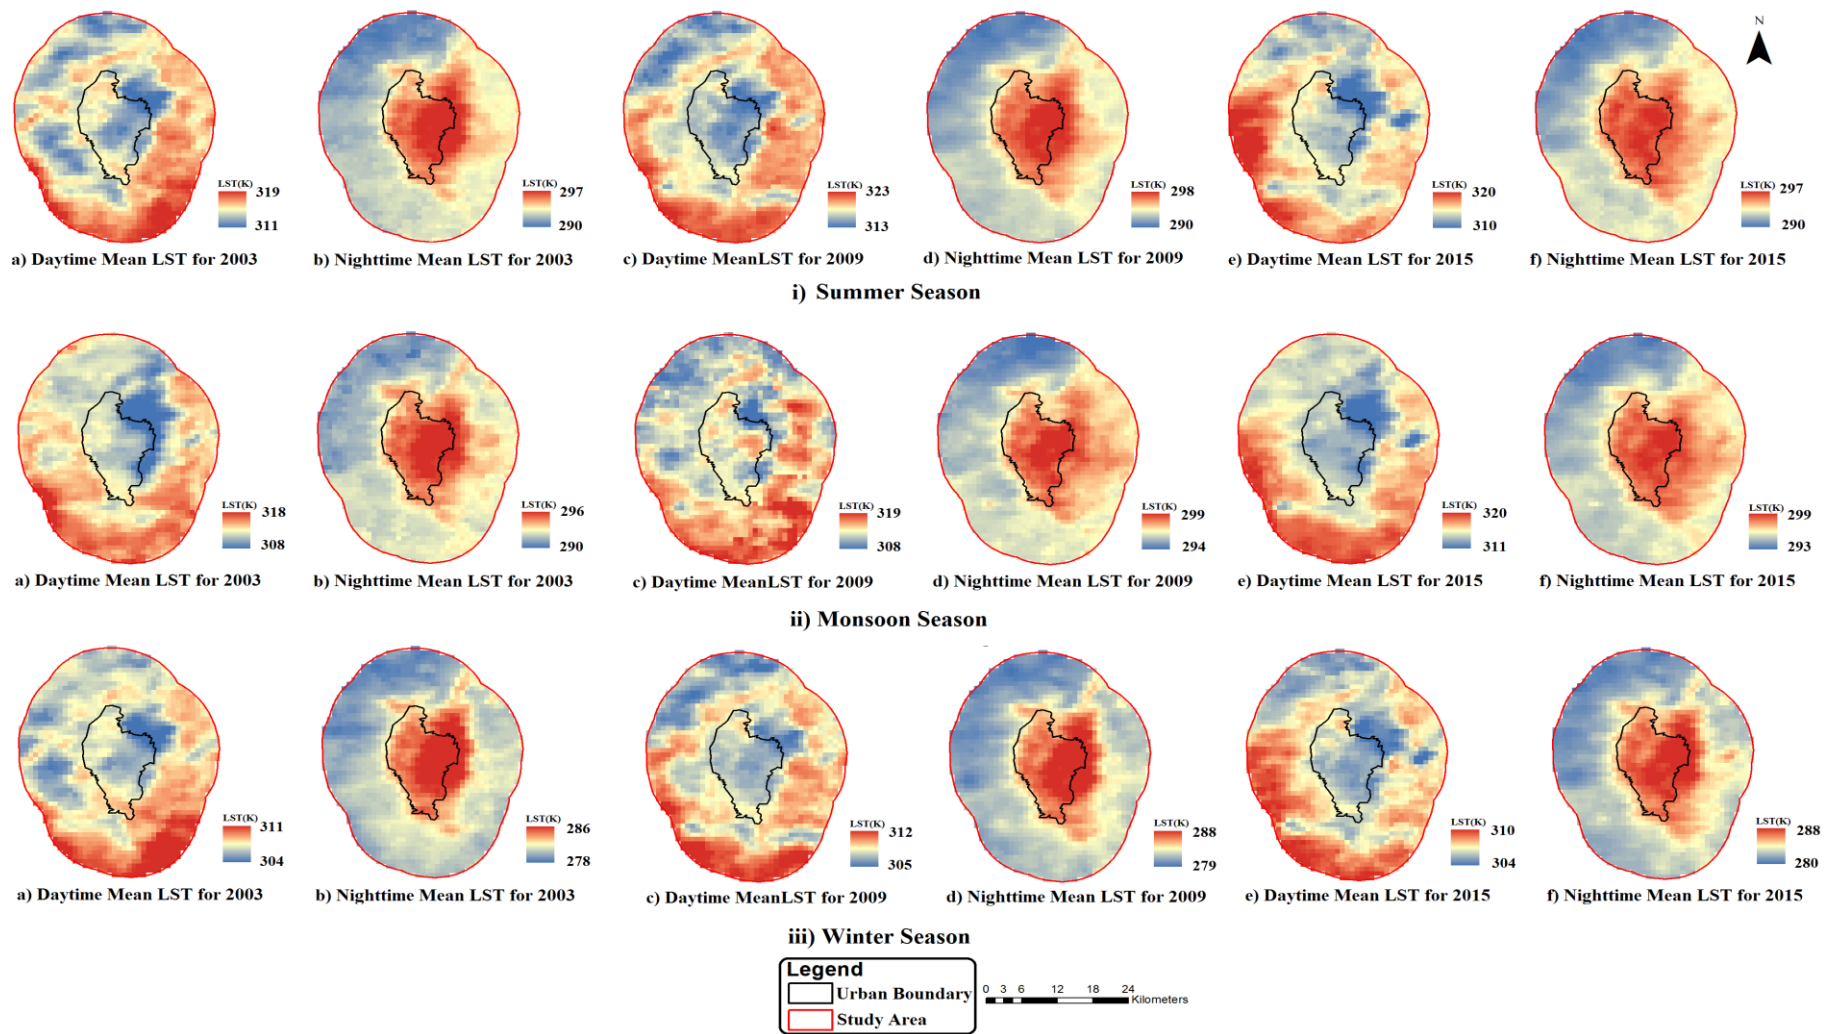 N
LST(K) 319
311
LST(K) 297
290
LST(K) 323
313
LST(K) 298
290
LST(K) 320
310
LST(K) 297
290
a) Daytime Mean LST for 2003
b) Nighttime Mean LST for 2003
c) Daytime MeanLST for 2009
d) Nighttime Mean LST for 2009
e) Daytime Mean LST for 2015
f) Nighttime Mean LST for 2015
i) Summer Season
LST(K) 318
308
LST(K) 296
290
LST(K) 319
308
LST(K) 299
294
LST(K) 320
311
LST(K) 299
293
a) Daytime Mean LST for 2003
b) Nighttime Mean LST for 2003
c) Daytime MeanLST for 2009
d) Nighttime Mean LST for 2009
e) Daytime Mean LST for 2015
f) Nighttime Mean LST for 2015
ii) Monsoon Season
LST(K) 311
304
LST(K) 286
278
LST(K) 312
305
LST(K) 288
279
LST(K) 310
304
LST(K) 288
280
a) Daytime Mean LST for 2003
b) Nighttime Mean LST for 2003
c) Daytime MeanLST for 2009
d) Nighttime Mean LST for 2009
e) Daytime Mean LST for 2015
f) Nighttime Mean LST for 2015
iii) Winter Season
Legend
Urban Boundary
Study Area
0 3 6 12 18 24
Kilometers